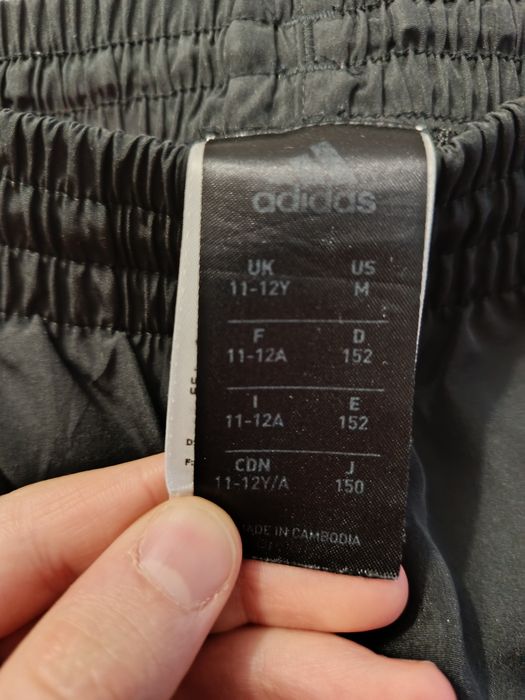 adidas
UK US
11-12Y M
F D
11-12A 152
I E
11-12A 152
CDN J
11-12Y/A 150
MADE IN CAMBODIA
D:
F: